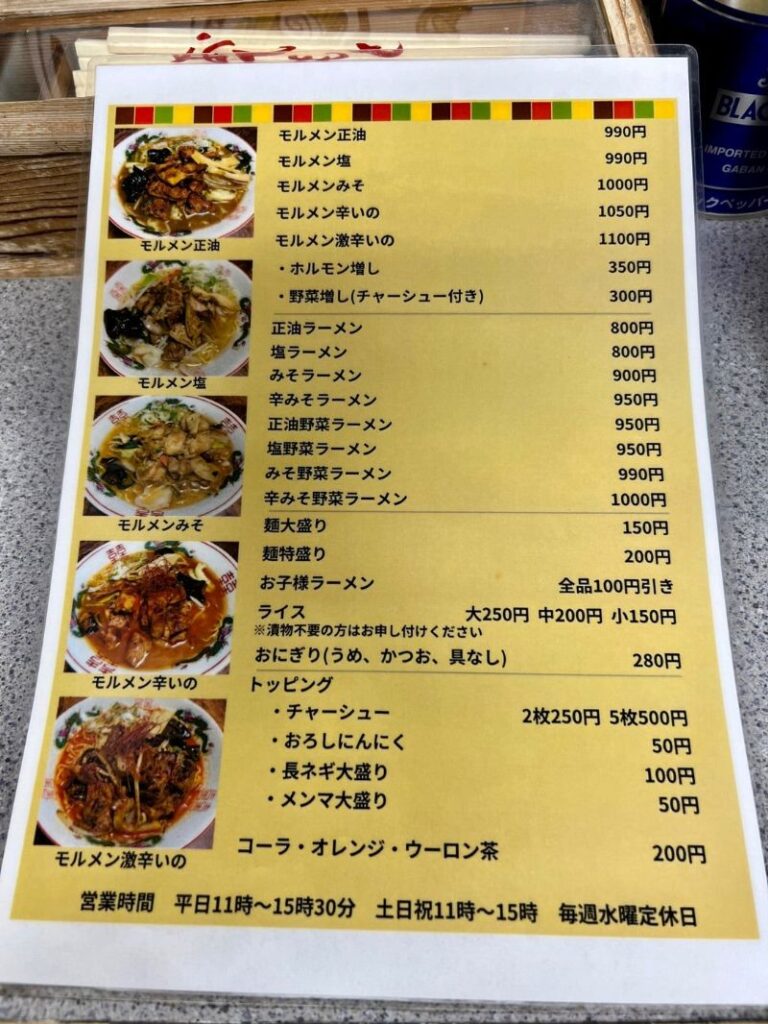 モルメン正油 990円
モルメン塩 990円
モルメンみそ 1000円
モルメン辛いの 1050円
モルメン激辛いの 1100円
・ホルモン増し 350円
・野菜増し(チャーシュー付き) 300円
正油ラーメン 800円
塩ラーメン 800円
みそラーメン 900円
辛みそラーメン 950円
正油野菜ラーメン 950円
塩野菜ラーメン 950円
みそ野菜ラーメン 990円
辛みそ野菜ラーメン 1000円
麺大盛り 150円
麺特盛り 200円
お子様ラーメン 全品100円引き
ライス 大250円 中200円 小150円
※漬物不要の方はお申し付けください
おにぎり(うめ、かつお、具なし) 280円
トッピング
・チャーシュー 2枚250円 5枚500円
・おろしにんにく 50円
・長ネギ大盛り 100円
・メンマ大盛り 50円
コーラ・オレンジ・ウーロン茶 200円
営業時間 平日11時～15時30分 土日祝11時～15時 毎週水曜定休日
モルメン正油
モルメン塩
モルメンみそ
モルメン辛いの
モルメン激辛いの
BLAC
IMPORTED
GABAN
クペッパー